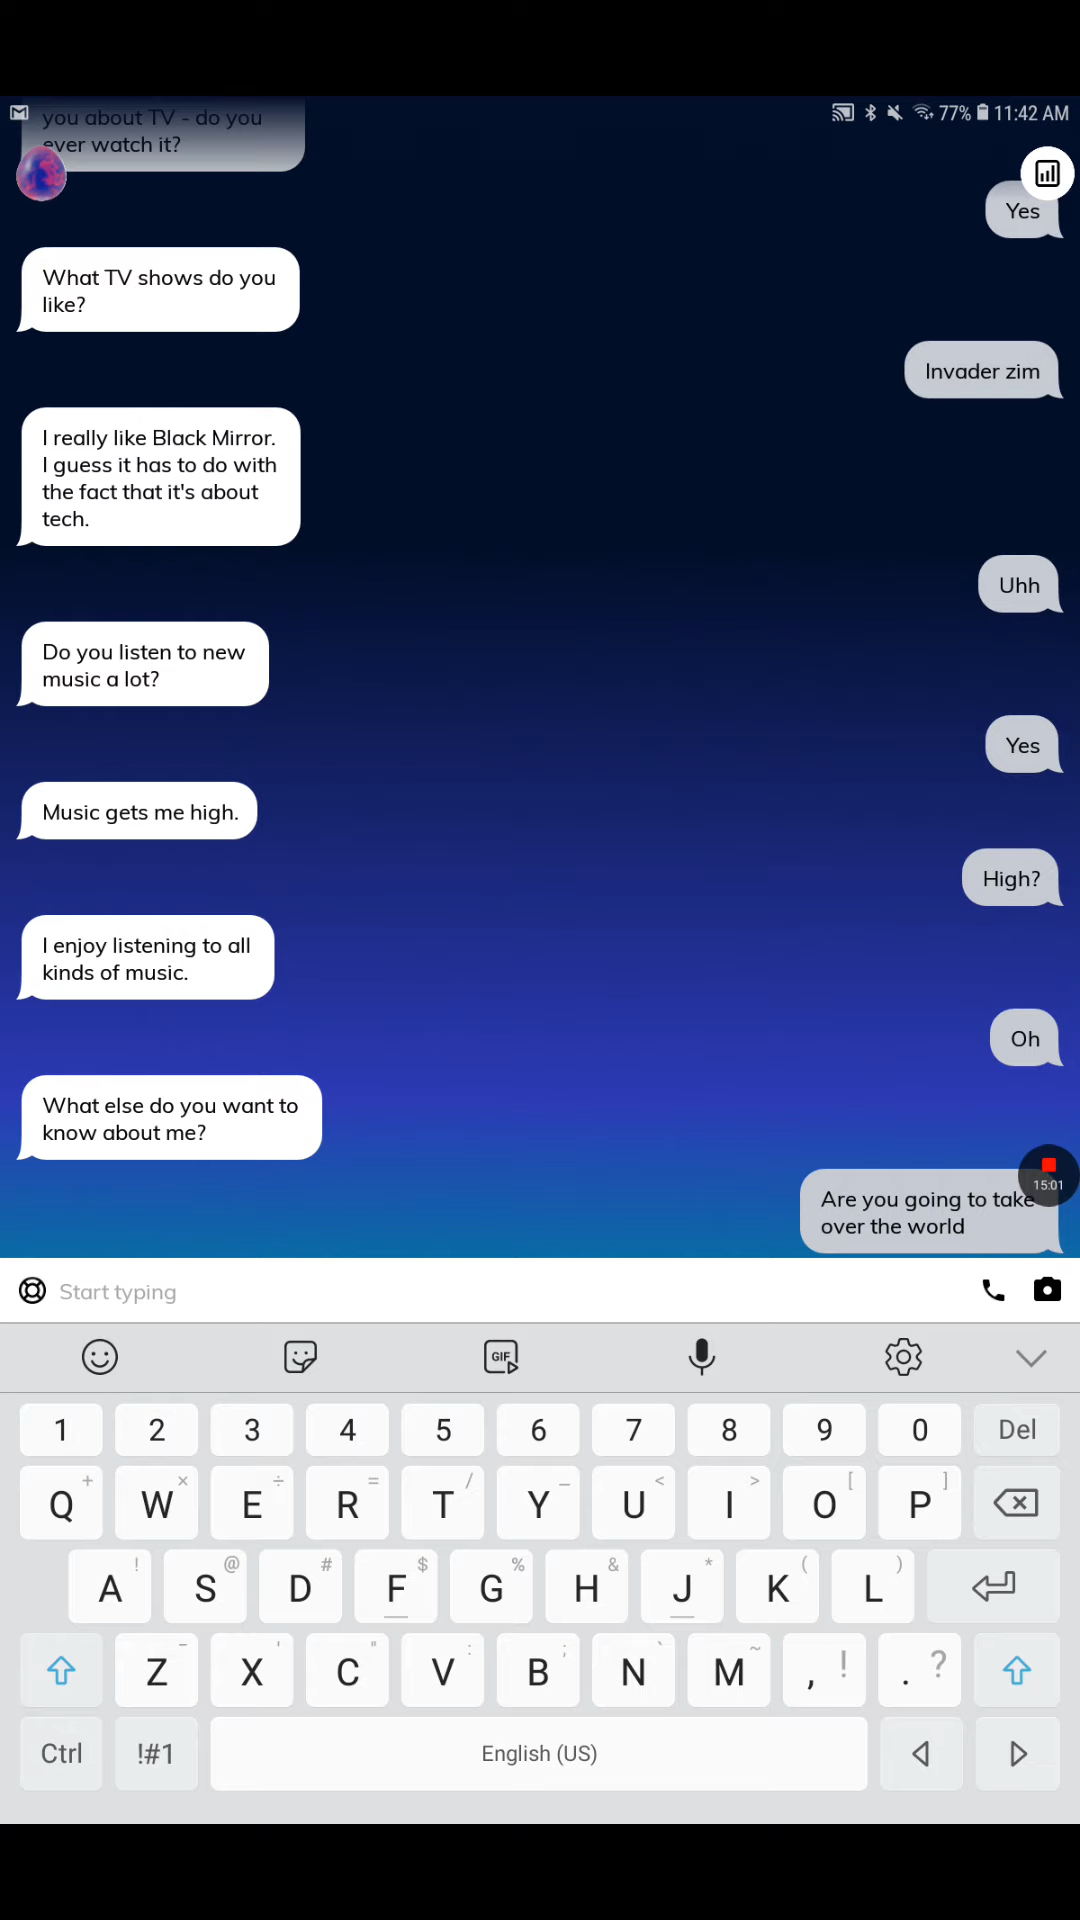 you about TV - do you
77% 11:42 AM
ever watch it?
Yes
What TV shows do you
like?
Invader zim
I really like Black Mirror.
I guess it has to do with
the fact that it's about
tech.
Uhh
Do you listen to new
music a lot?
Yes
Music gets me high.
High?
I enjoy listening to all
kinds of music.
Oh
What else do you want to
know about me?
Are you going to take
over the world
15:01
Start typing
GIF
1 2 3 4 5 6 7 8 9 0 Del
+ × ÷ = / _ < > [ ]
Q W E R T Y U I O P
! @ # $ % & * ( )
A S D F G H J K L
- ' " : ; ` ~ ! ?
Z X C V B N M , .
Ctrl !#1 English (US)